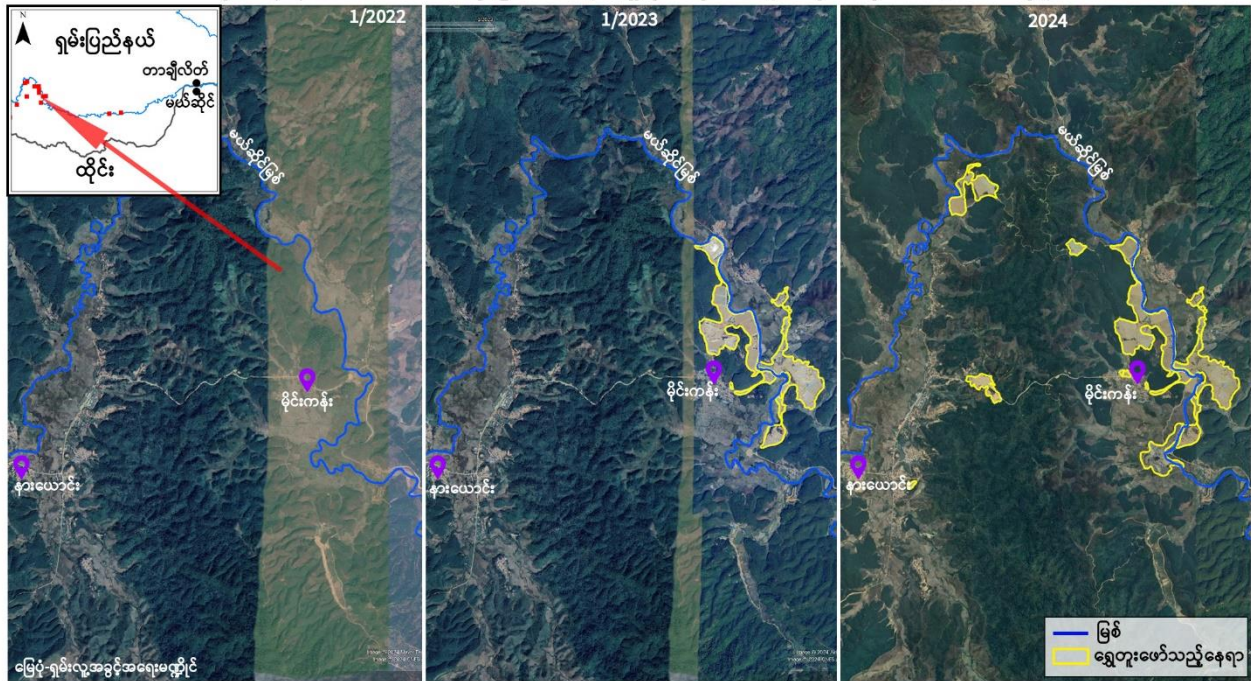 N
ရှမ်းပြည်နယ်
တာချီလိတ်
မယ်ဆိုင်
ထိုင်း
1/2022
မယ်ဆိုင်မြစ်
မိုင်းကန်း
နားယောင်း
မြေပုံ-ရှမ်းလူ့အခွင့်အရေးမဏ္ဍိုင်
1/2023
မယ်ဆိုင်မြစ်
မိုင်းကန်း
နားယောင်း
2024
မယ်ဆိုင်မြစ်
မိုင်းကန်း
နားယောင်း
မြစ်
ရွှေတူးဖော်သည့်နေရာ